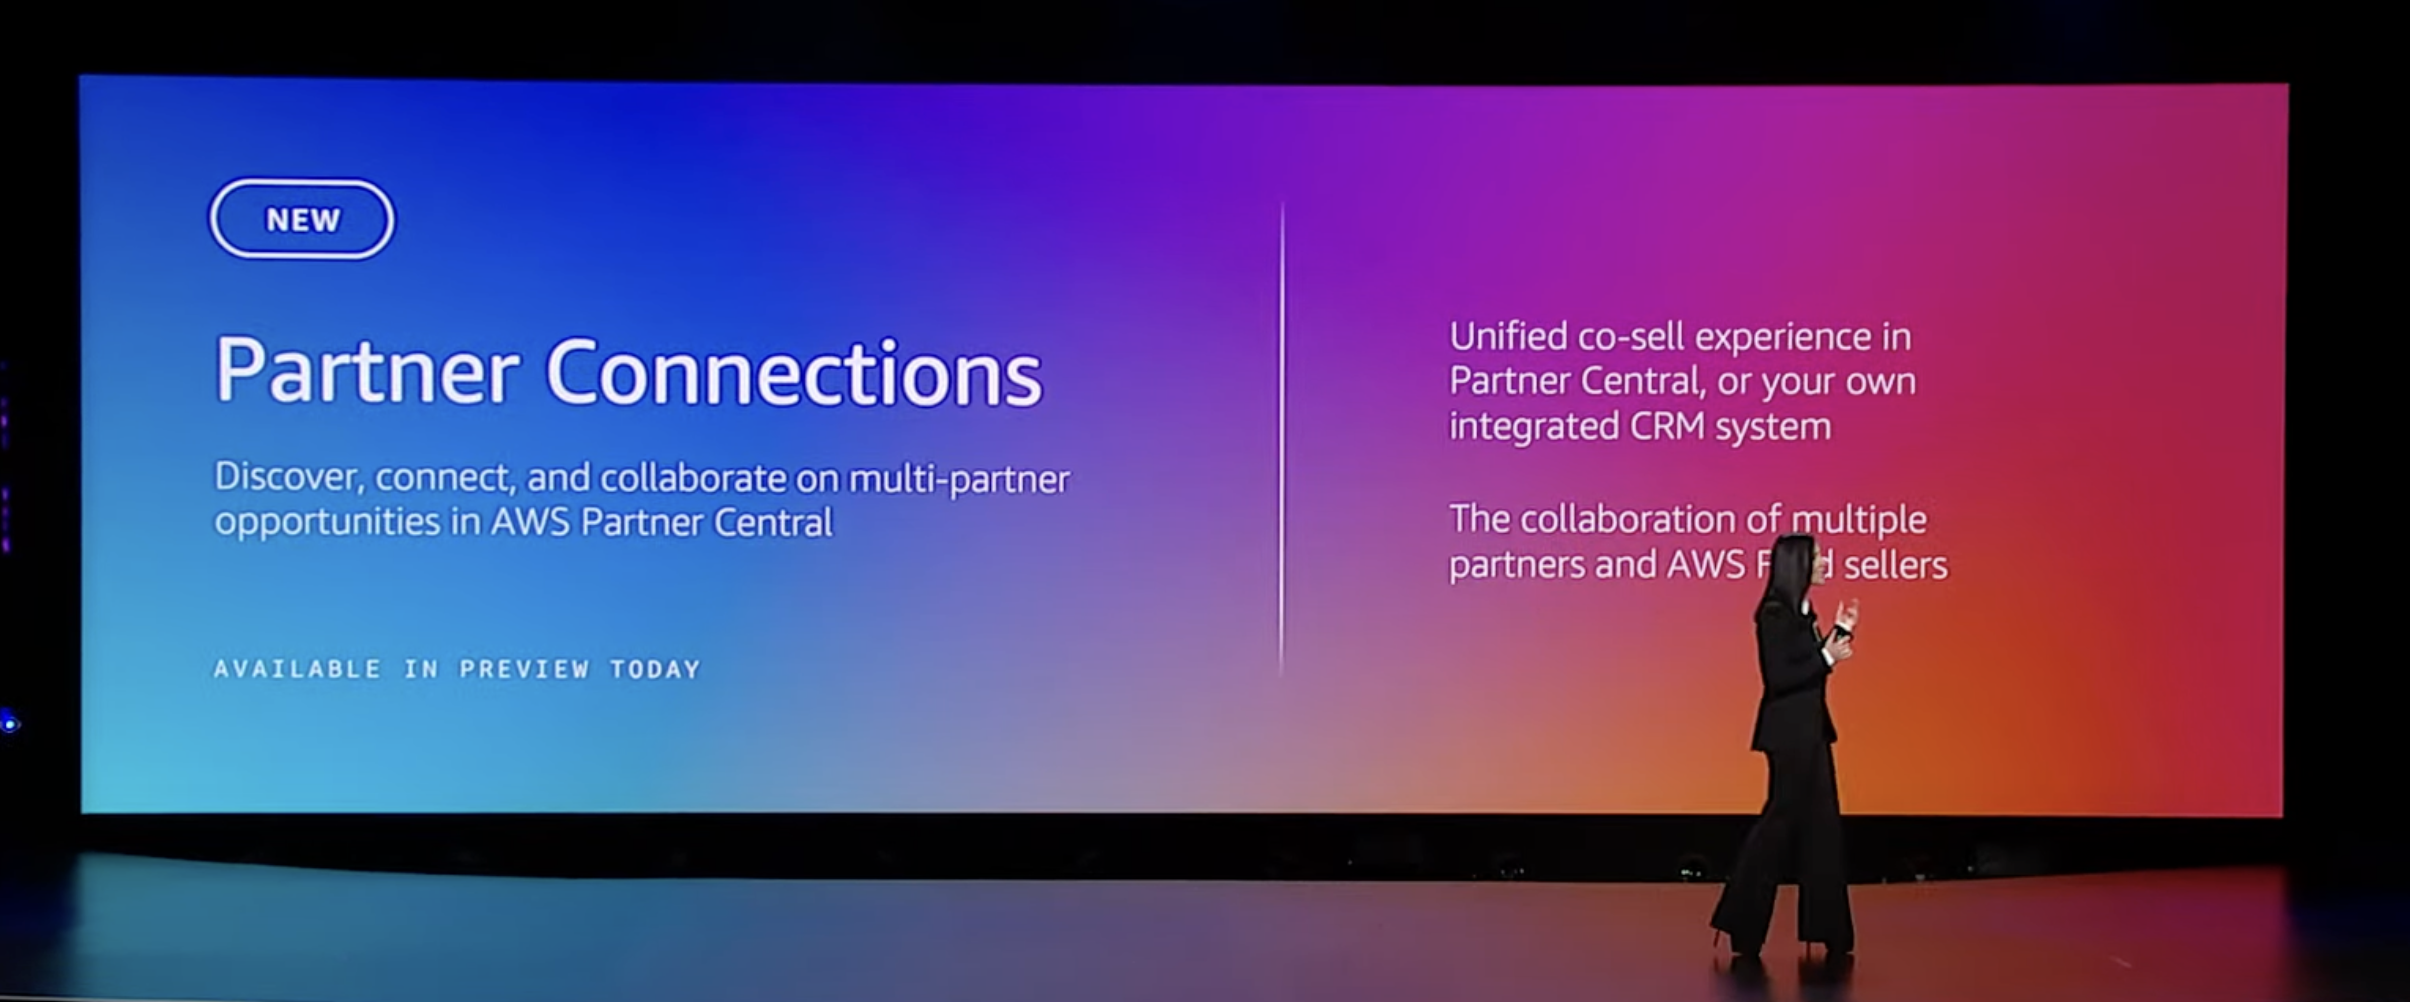 NEW
Partner Connections
Discover, connect, and collaborate on multi-partner
opportunities in AWS Partner Central
AVAILABLE IN PREVIEW TODAY
Unified co-sell experience in
Partner Central, or your own
integrated CRM system
The collaboration of multiple
partners and AWS sellers